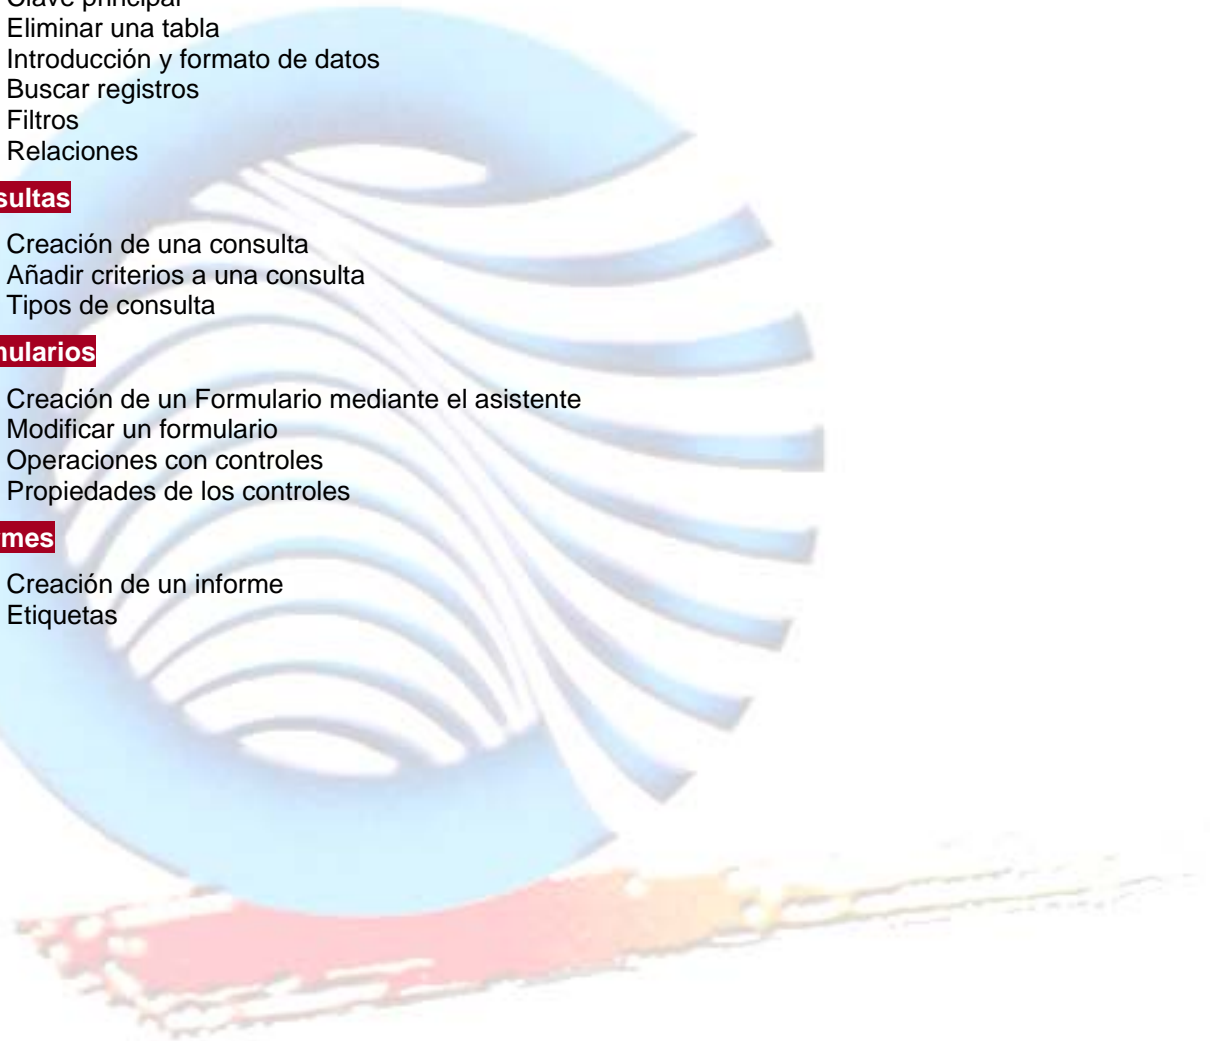 Clave principal
Eliminar una tabla
Introducción y formato de datos
Buscar registros
Filtros
Relaciones
sultas
Creación de una consulta
Añadir criterios a una consulta
Tipos de consulta
ularios
Creación de un Formulario mediante el asistente
Modificar un formulario
Operaciones con controles
Propiedades de los controles
mes
Creación de un informe
Etiquetas